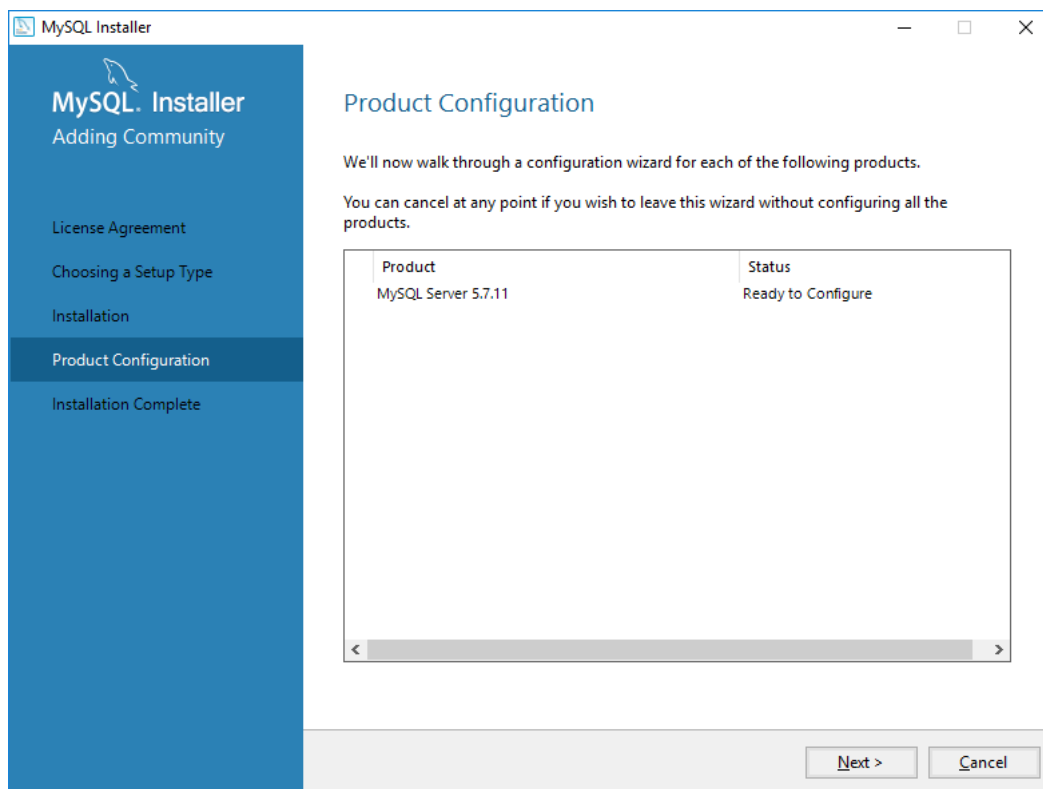 MySQL Installer
MySQL. Installer
Adding Community
License Agreement
Choosing a Setup Type
Installation
Product Configuration
Installation Complete
Product Configuration
We'll now walk through a configuration wizard for each of the following products.
You can cancel at any point if you wish to leave this wizard without configuring all the
products.
Product Status
MySQL Server 5.7.11 Ready to Configure
Next > Cancel